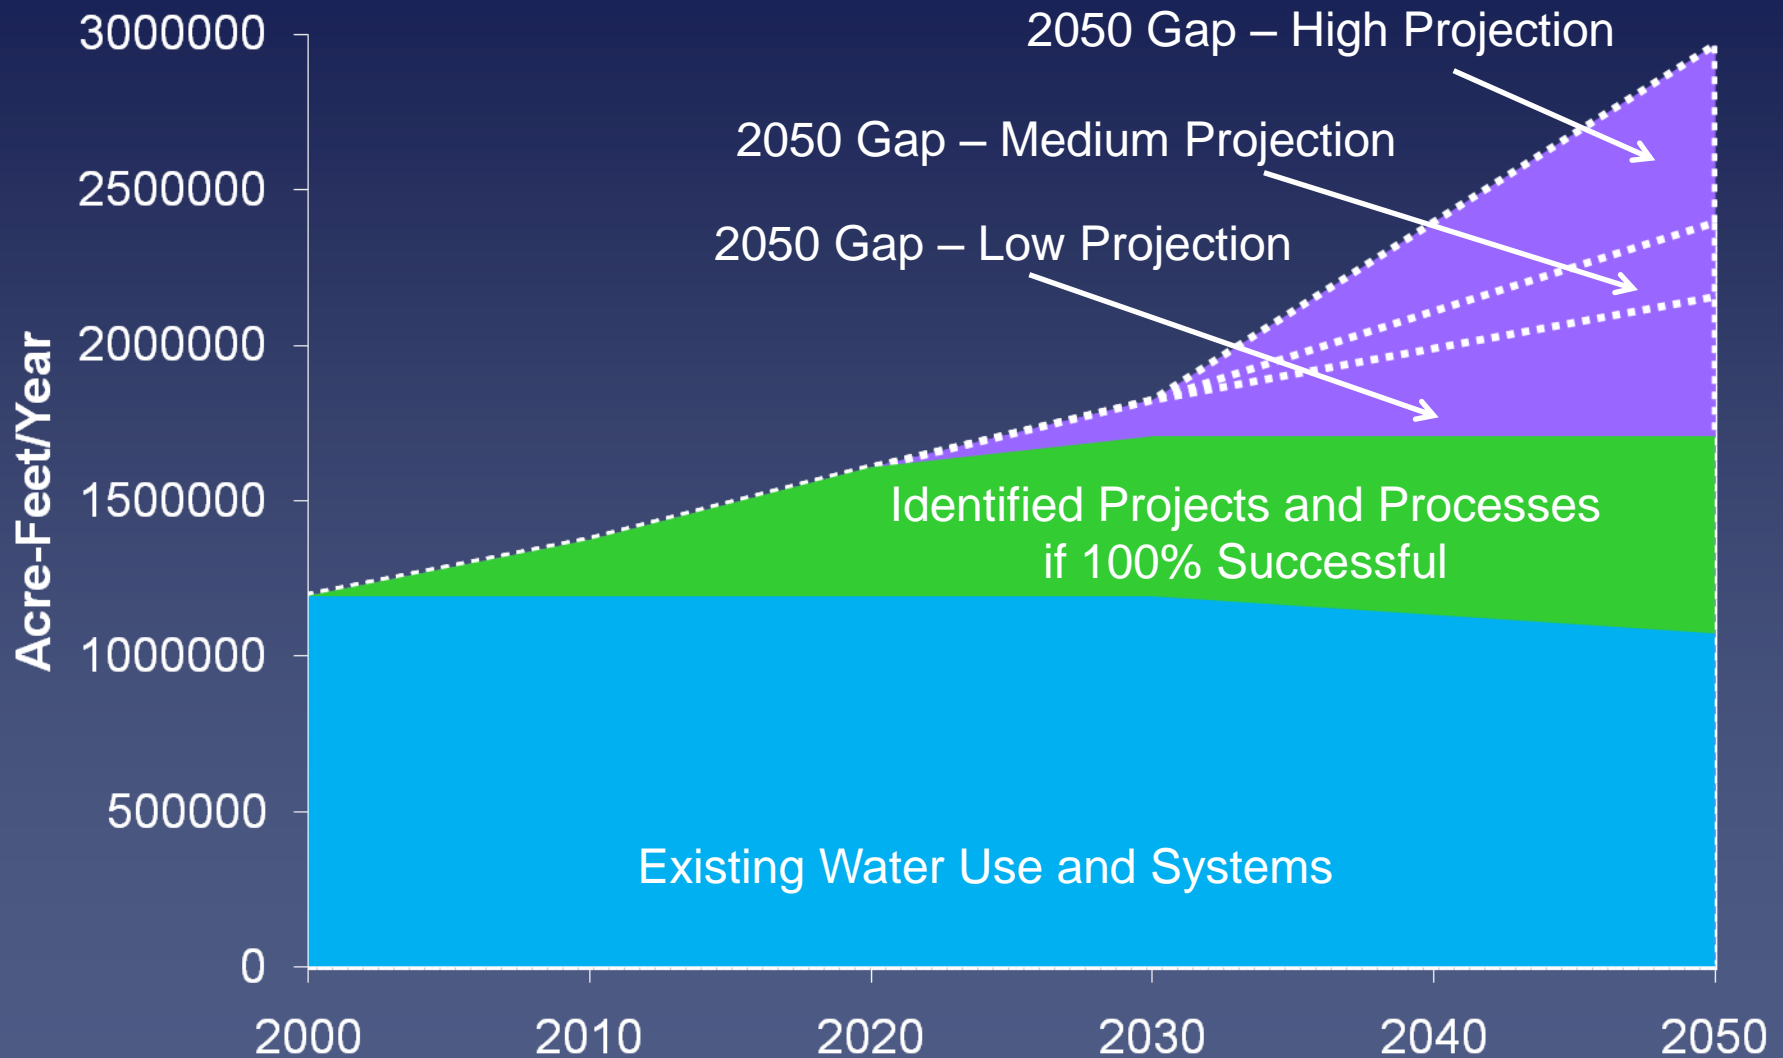 3000000
2500000
2000000
1500000
1000000
500000
0
Acre-Feet/Year
2050 Gap – High Projection
2050 Gap – Medium Projection
2050 Gap – Low Projection
Identified Projects and Processes
if 100% Successful
Existing Water Use and Systems
2000 2010 2020 2030 2040 2050